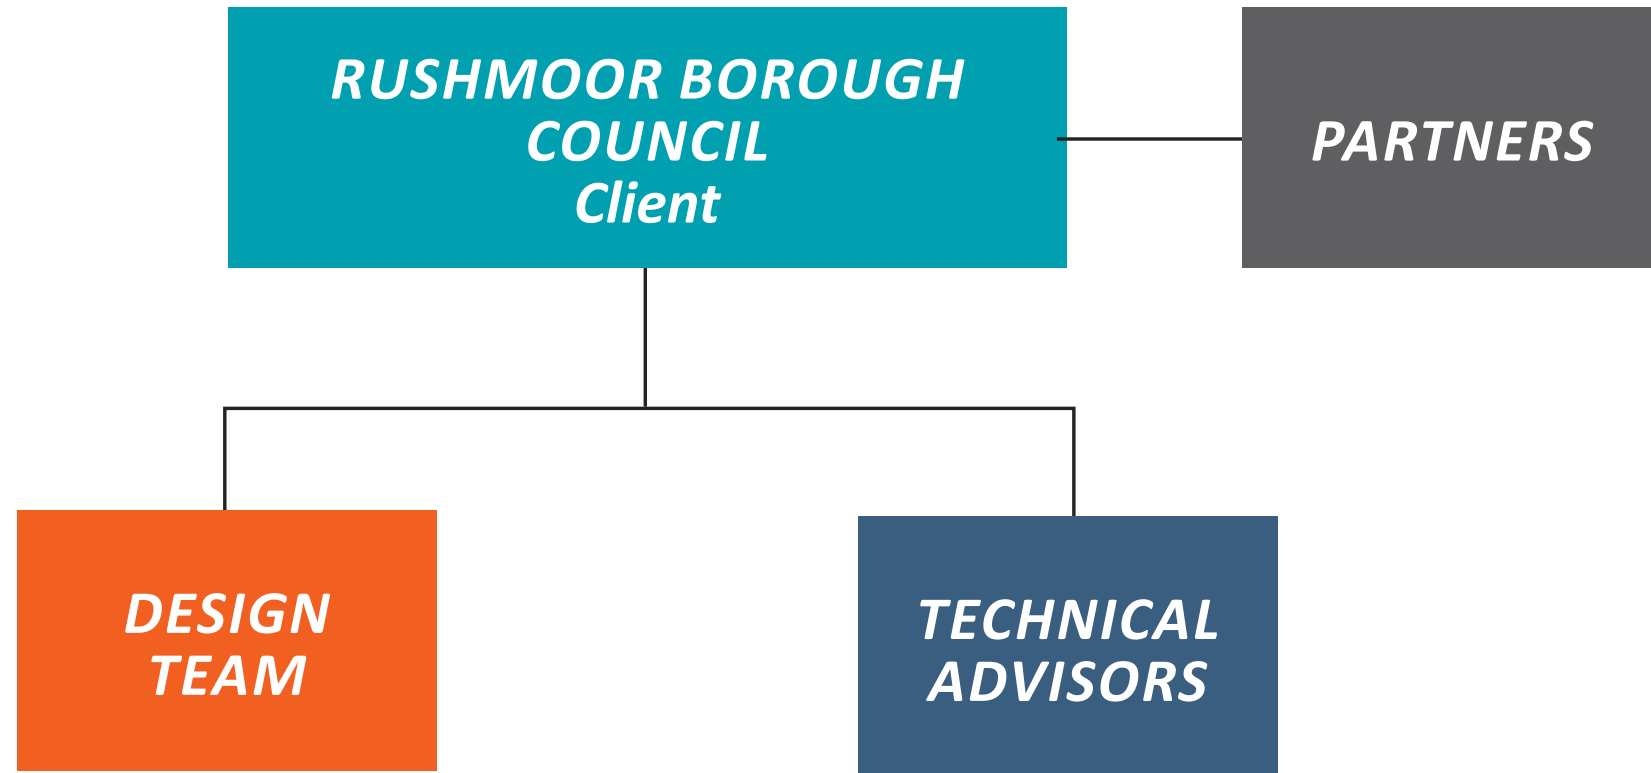 RUSHMOOR BOROUGH
COUNCIL
Client
PARTNERS
DESIGN
TEAM
TECHNICAL
ADVISORS